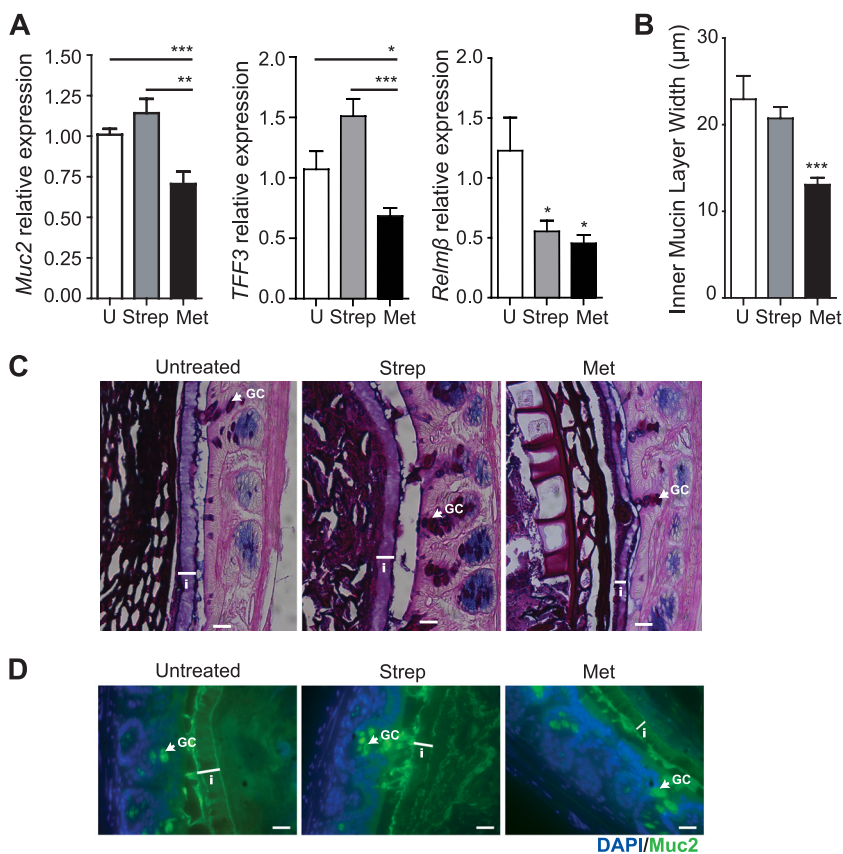 A
Muc2 relative expression
1.50
1.25
1.00
0.75
0.50
0.25
0.00
***
**
U Strep Met
TFF3 relative expression
2.0
1.5
1.0
0.5
0.0
*
***
U Strep Met
Relmβ relative expression
2.0
1.5
1.0
0.5
0.0
*
*
U Strep Met
B
Inner Mucin Layer Width (µm)
30
20
10
0
***
U Strep Met
C
Untreated
Strep
Met
GC
i
GC
i
GC
i
D
Untreated
Strep
Met
GC
i
GC
i
i
GC
DAPI/Muc2